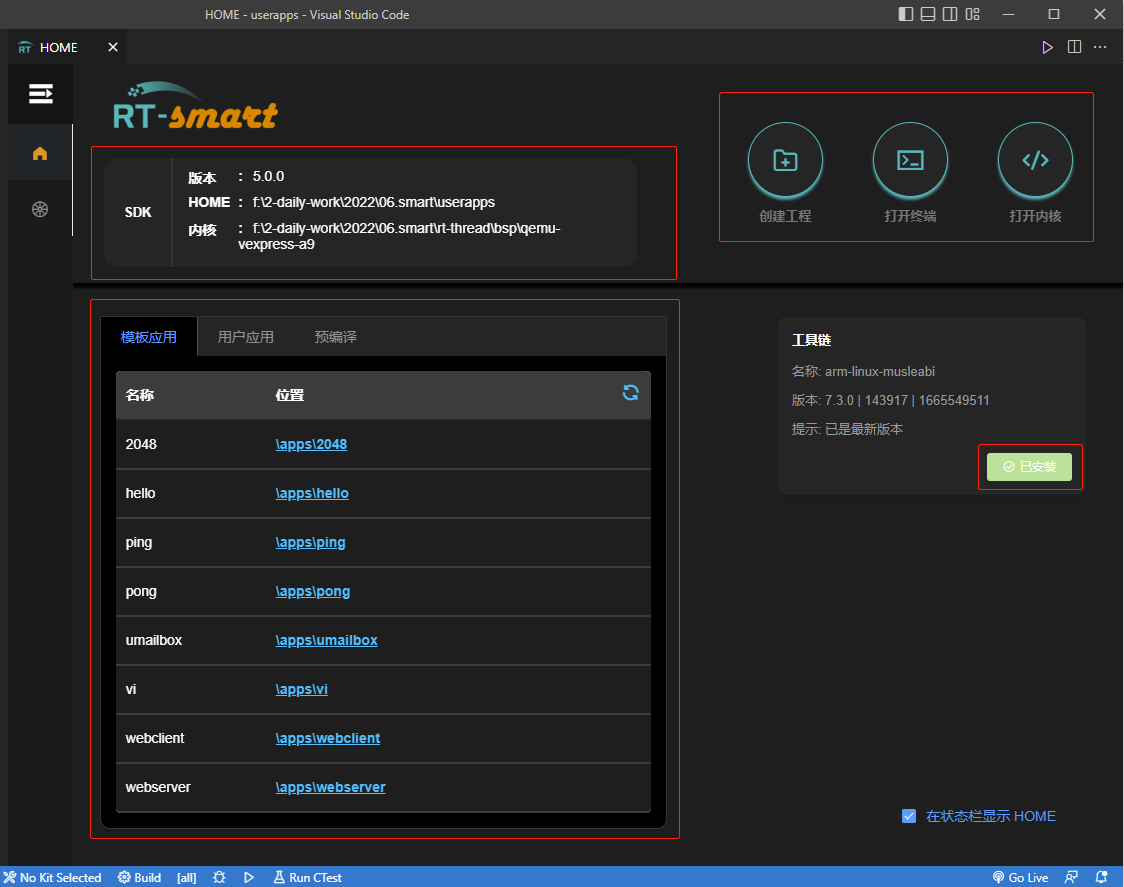 HOME - userapps - Visual Studio Code
RT HOME
RT-smart
SDK
版本 : 5.0.0
HOME : f:\2-daily-work\2022\06.smart\userapps
内核 : f:\2-daily-work\2022\06.smart\rt-thread\bsp\qemu-
vexpress-a9
创建工程 打开终端 打开内核
模板应用 用户应用 预编译
名称 位置
2048 \apps\2048
hello \apps\hello
ping \apps\ping
pong \apps\pong
umailbox \apps\umailbox
vi \apps\vi
webclient \apps\webclient
webserver \apps\webserver
工具链
名称: arm-linux-musleabi
版本: 7.3.0 | 143917 | 1665549511
提示: 已是最新版本
已安装
在状态栏显示 HOME
No Kit Selected Build [all] Run CTest Go Live